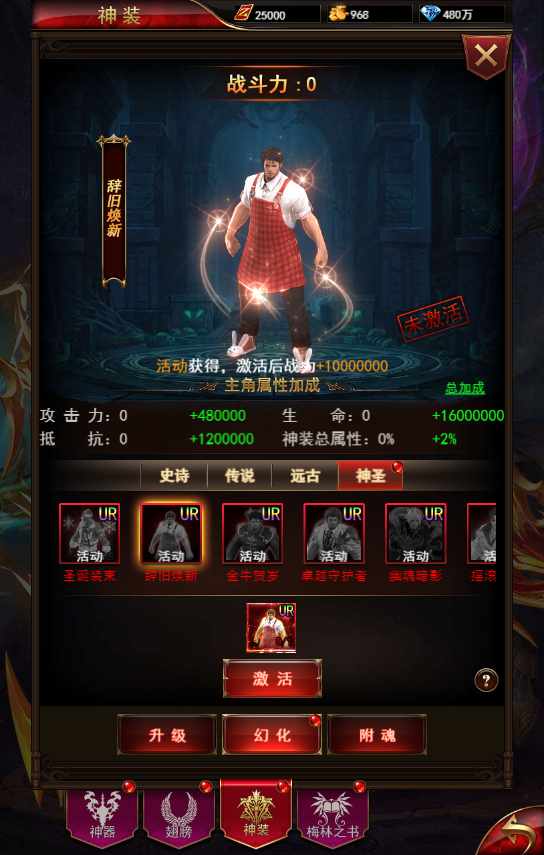 神装
25000
968
480万
战斗力：0
辞旧焕新
未激活
活动获得，激活后战力+10000000
主角属性加成
总加成
攻击力：0 +480000 生命：0 +16000000
抵抗：0 +1200000 神装总属性：0% +2%
史诗 传说 远古 神圣
UR UR UR UR UR
活动 活动 活动 活动 活动 活
圣诞装束 辞旧焕新 金牛贺岁 卓越守护者 幽魂暗影 摇滚
UR
激活
?
升级 幻化 附魂
神器 翅膀 神装 梅林之书